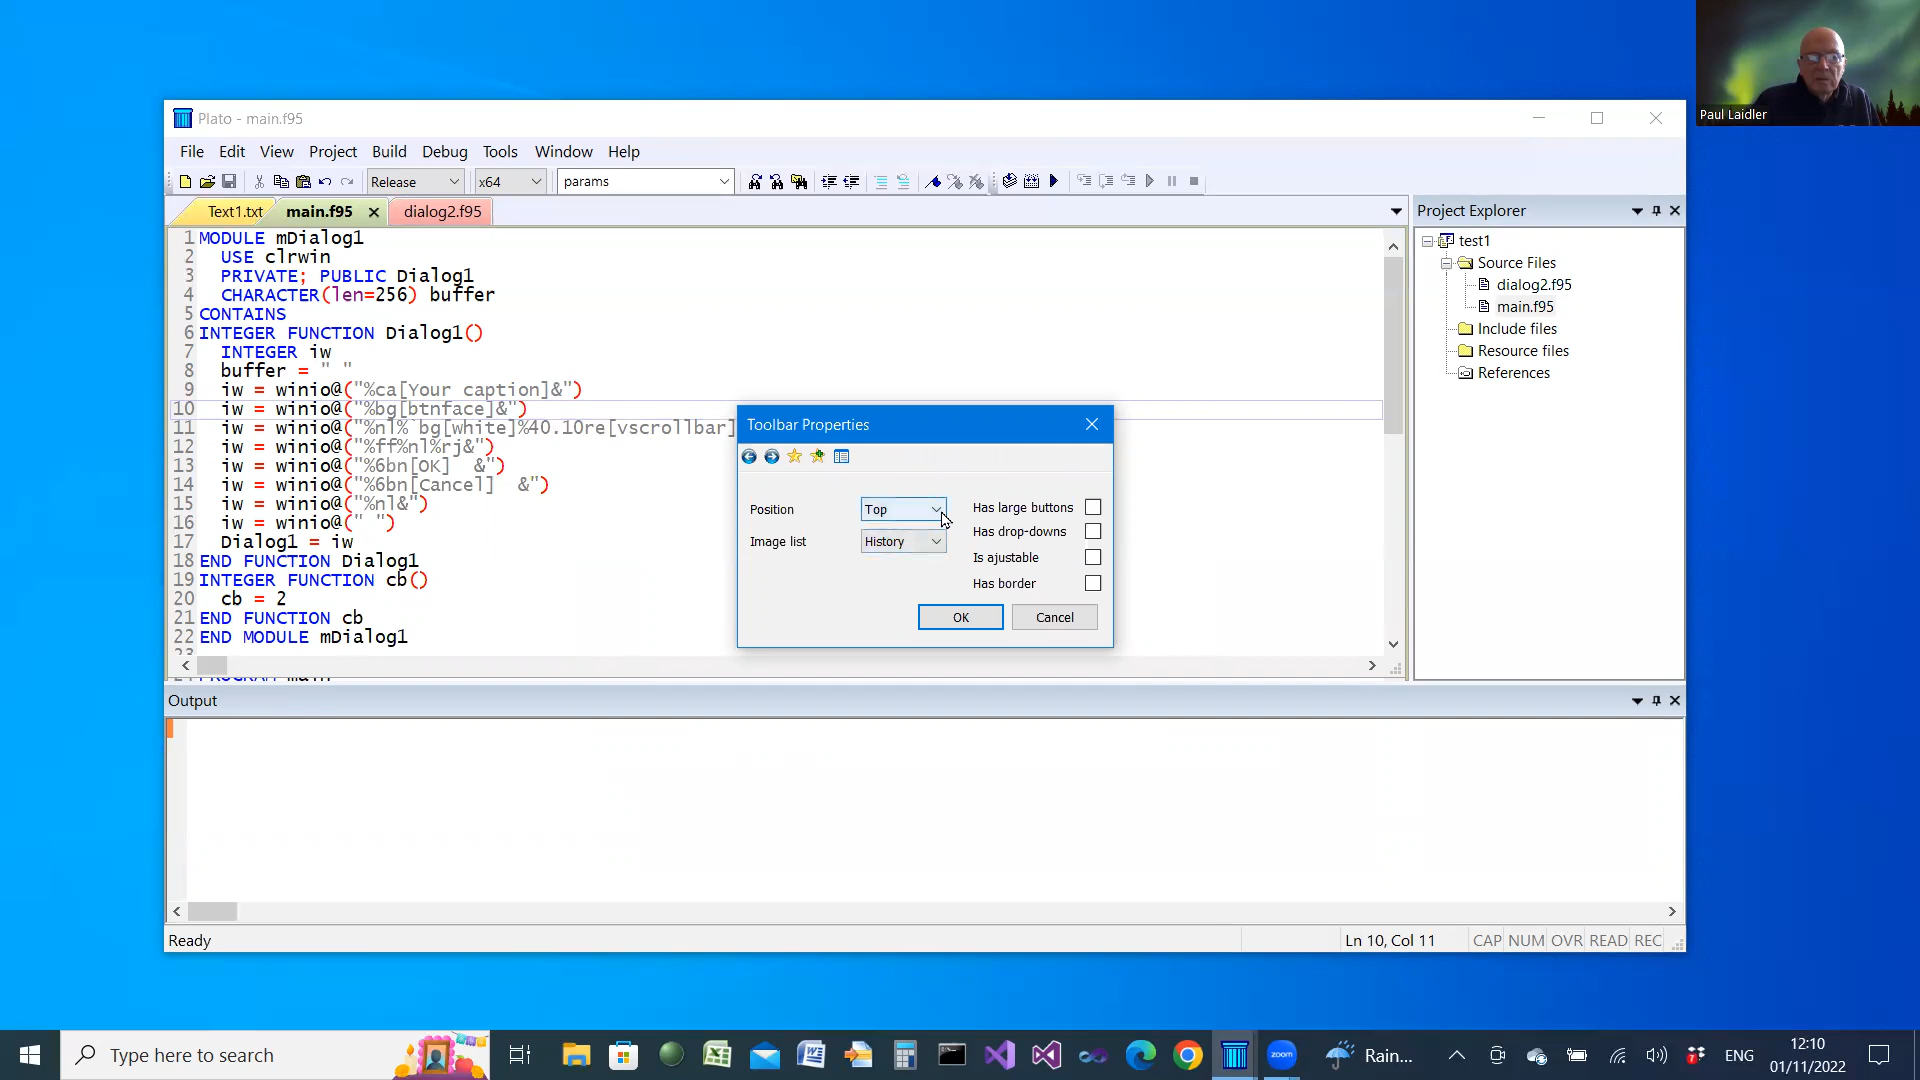 Paul Laidler
Plato - main.f95
File Edit View Project Build Debug Tools Window Help
Release x64 params
Text1.txt main.f95 dialog2.f95
1 MODULE mDialog1
2 USE clrwin
3 PRIVATE; PUBLIC Dialog1
4 CHARACTER(len=256) buffer
5 CONTAINS
6 INTEGER FUNCTION Dialog1()
7 INTEGER iw
8 buffer = " "
9 iw = winio@("%ca[Your caption]&")
10 iw = winio@("%bg[btnface]&")
11 iw = winio@("%nl%`bg[white]%40.10re[vscrollbar]
12 iw = winio@("%ff%nl%rj&")
13 iw = winio@("%6bn[OK]  &")
14 iw = winio@("%6bn[Cancel]  &")
15 iw = winio@("%nl&")
16 iw = winio@(" ")
17 Dialog1 = iw
18 END FUNCTION Dialog1
19 INTEGER FUNCTION cb()
20 cb = 2
21 END FUNCTION cb
22 END MODULE mDialog1
23
Toolbar Properties
Position Top
Image list History
Has large buttons
Has drop-downs
Is ajustable
Has border
OK Cancel
Project Explorer
test1
Source Files
dialog2.f95
main.f95
Include files
Resource files
References
Output
Ready Ln 10, Col 11 CAP NUM OVR READ REC
Type here to search
zoom
Rain...
ENG
12:10
01/11/2022